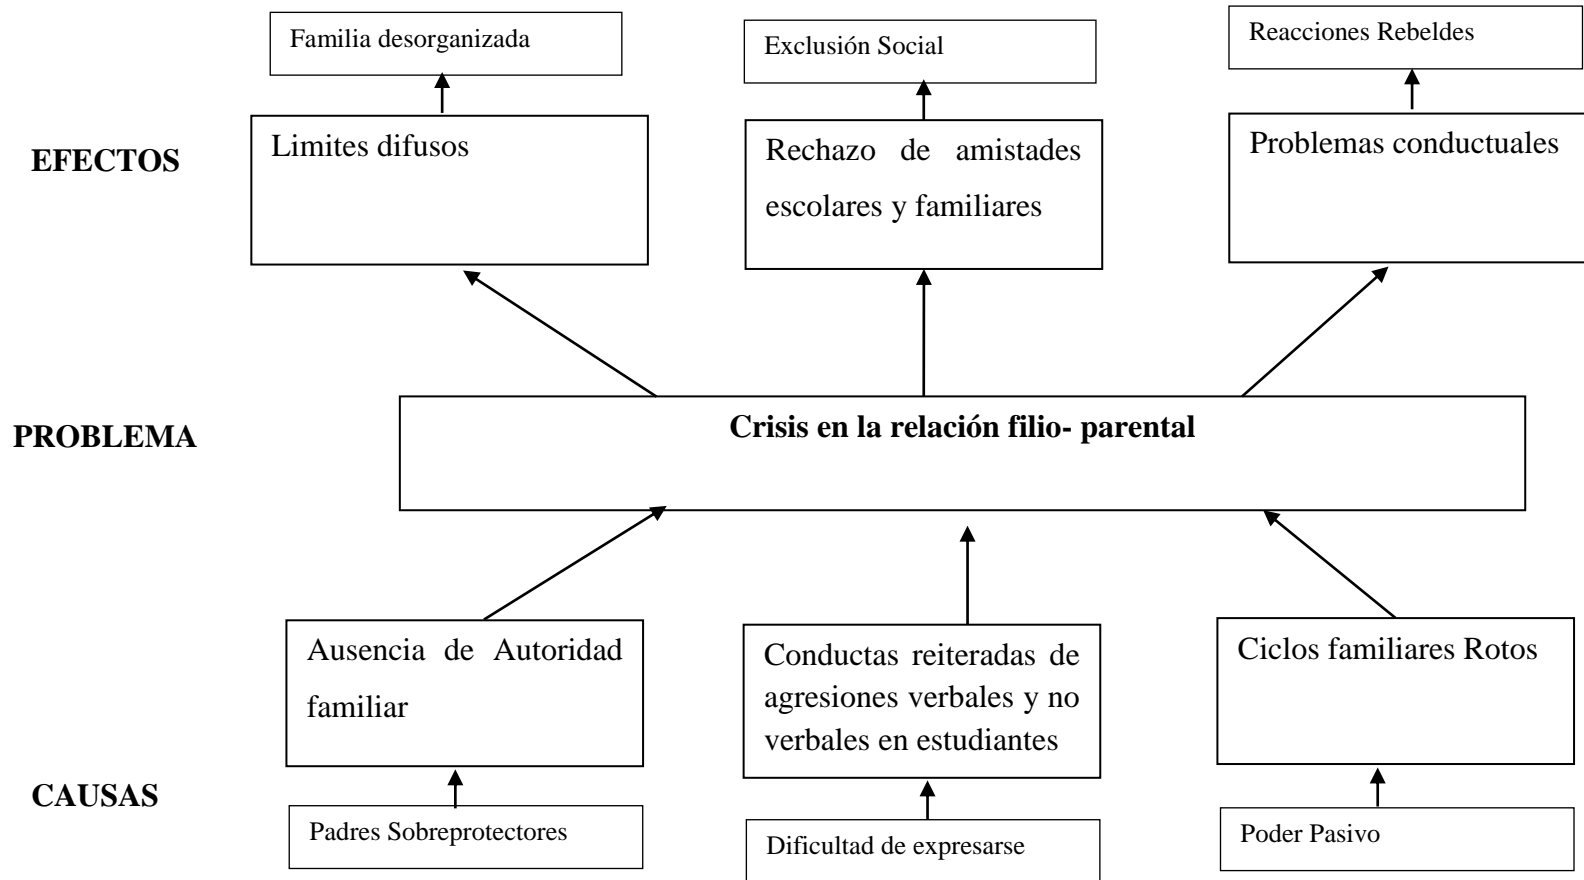 Familia desorganizada
Exclusión Social
Reacciones Rebeldes
EFECTOS
Limites difusos
Rechazo de amistades
escolares y familiares
Problemas conductuales
PROBLEMA
Crisis en la relación filio- parental
Ausencia de Autoridad
familiar
Conductas reiteradas de
agresiones verbales y no
verbales en estudiantes
Ciclos familiares Rotos
CAUSAS
Padres Sobreprotectores
Dificultad de expresarse
Poder Pasivo